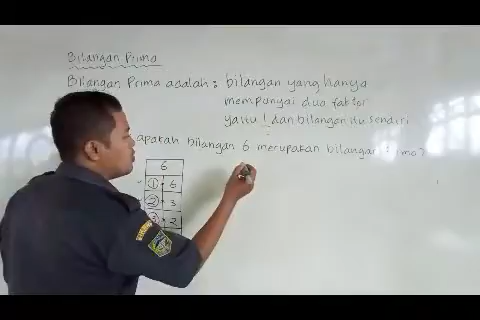 Bilangan Prima
Bilangan Prima adalah : bilangan yang hanya
mempunyai dua faktor
yaitu 1 dan bilangan itu sendiri
apakah bilangan 6 merupakan bilangan
6
1 6
2 3
3 2